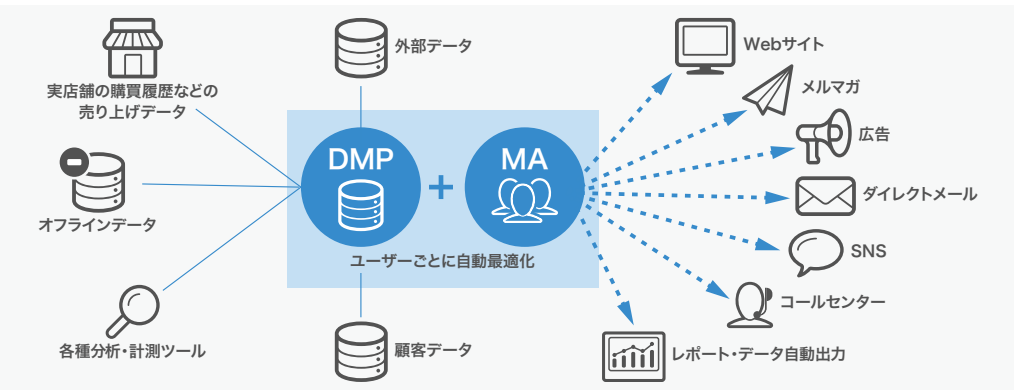 外部データ
実店舗の購買履歴などの
売り上げデータ
オフラインデータ
各種分析・計測ツール
顧客データ
DMP
+
MA
ユーザーごとに自動最適化
Webサイト
メルマガ
広告
ダイレクトメール
SNS
コールセンター
レポート・データ自動出力